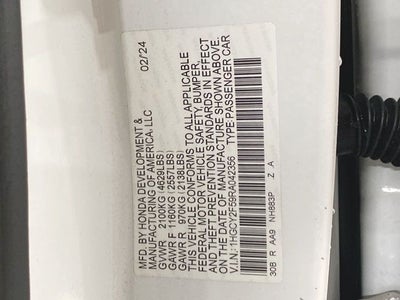 MFD. BY HONDA DEVELOPMENT &
MANUFACTURING OF AMERICA, LLC 02/24
GVWR 2100KG (4629LBS)
GAWR F 1160KG (2557LBS)
GAWR R 970KG (2138LBS)
THIS VEHICLE CONFORMS TO ALL APPLICABLE
FEDERAL MOTOR VEHICLE SAFETY BUMPER,
AND THEFT PREVENTION STANDARDS IN EFFECT
ON THE DATE OF MANUFACTURE SHOWN ABOVE.
V.I.N.: 1HGCY2F59RA042356 TYPE: PASSENGER CAR
30B R AA9 NH883P Z A